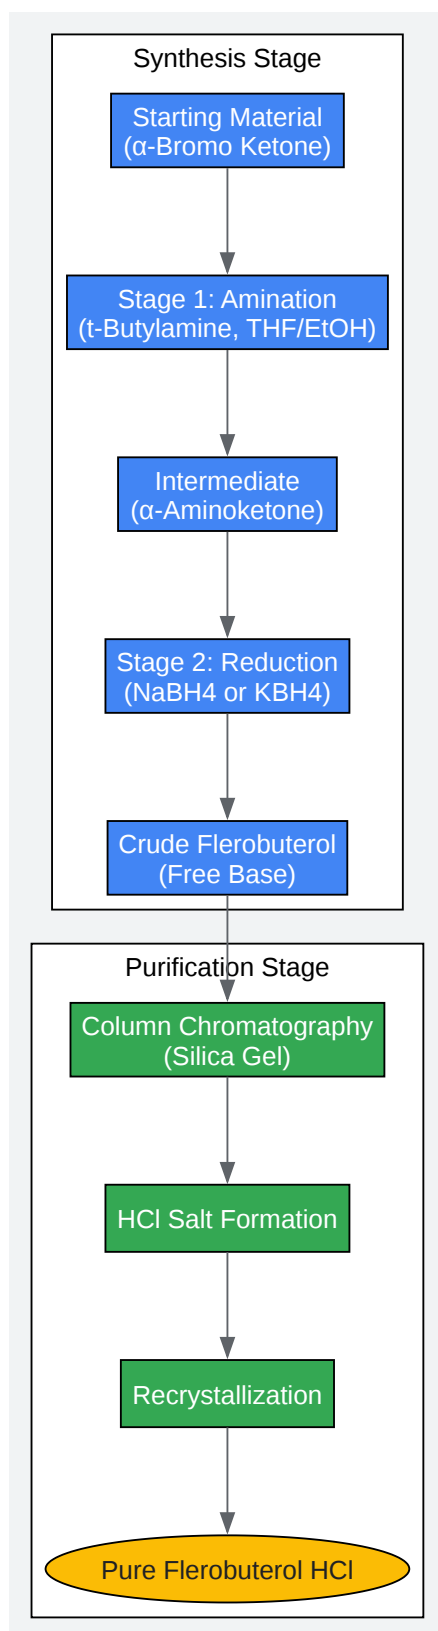 Synthesis Stage
Starting Material
(α-Bromo Ketone)
Stage 1: Amination
(t-Butylamine, THF/EtOH)
Intermediate
(α-Aminoketone)
Stage 2: Reduction
(NaBH4 or KBH4)
Crude Flerobuterol
(Free Base)
Purification Stage
Column Chromatography
(Silica Gel)
HCl Salt Formation
Recrystallization
Pure Flerobuterol HCl